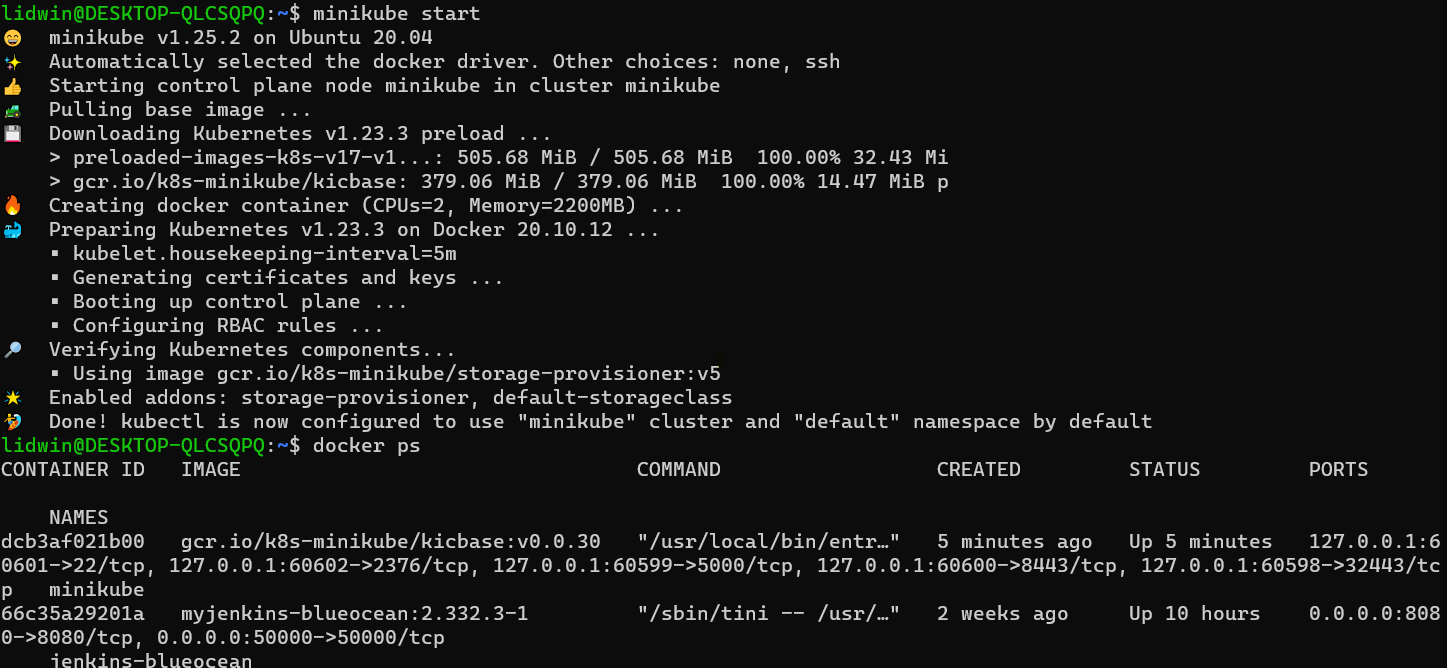 lidwin@DESKTOP-QLCSQPQ:~$ minikube start
😄 minikube v1.25.2 on Ubuntu 20.04
✨ Automatically selected the docker driver. Other choices: none, ssh
👍 Starting control plane node minikube in cluster minikube
🚜 Pulling base image ...
💾 Downloading Kubernetes v1.23.3 preload ...
> preloaded-images-k8s-v17-v1...: 505.68 MiB / 505.68 MiB  100.00% 32.43 Mi
> gcr.io/k8s-minikube/kicbase: 379.06 MiB / 379.06 MiB  100.00% 14.47 MiB p
🔥 Creating docker container (CPUs=2, Memory=2200MB) ...
🐳 Preparing Kubernetes v1.23.3 on Docker 20.10.12 ...
▪ kubelet.housekeeping-interval=5m
▪ Generating certificates and keys ...
▪ Booting up control plane ...
▪ Configuring RBAC rules ...
🔎 Verifying Kubernetes components...
▪ Using image gcr.io/k8s-minikube/storage-provisioner:v5
🌟 Enabled addons: storage-provisioner, default-storageclass
🏄 Done! kubectl is now configured to use "minikube" cluster and "default" namespace by default
lidwin@DESKTOP-QLCSQPQ:~$ docker ps
CONTAINER ID   IMAGE                                 COMMAND                  CREATED         STATUS         PORTS
NAMES
dcb3af021b00   gcr.io/k8s-minikube/kicbase:v0.0.30   "/usr/local/bin/entr…"   5 minutes ago   Up 5 minutes   127.0.0.1:6
0601->22/tcp, 127.0.0.1:60602->2376/tcp, 127.0.0.1:60599->5000/tcp, 127.0.0.1:60600->8443/tcp, 127.0.0.1:60598->32443/tc
p   minikube
66c35a29201a   myjenkins-blueocean:2.332.3-1         "/sbin/tini -- /usr/…"   2 weeks ago     Up 10 hours    0.0.0.0:808
0->8080/tcp, 0.0.0.0:50000->50000/tcp
jenkins-blueocean